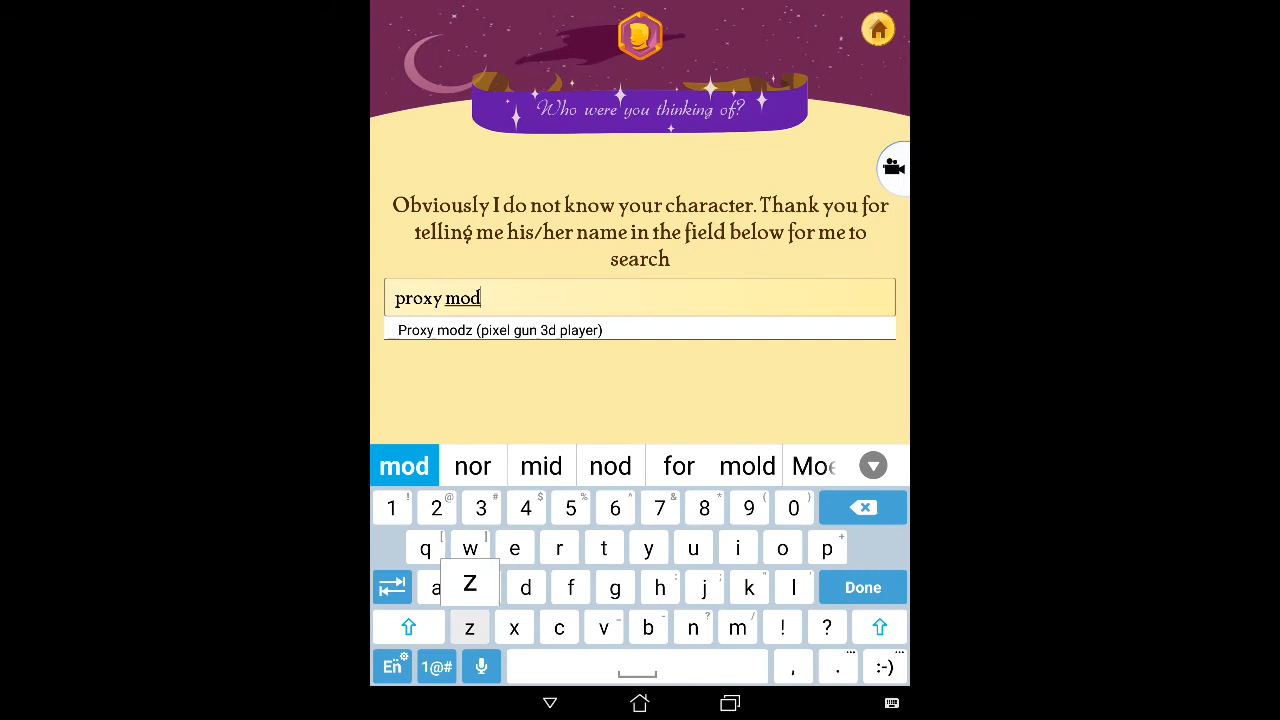 Who were you thinking of?
Obviously I do not know your character. Thank you for
telling me his/her name in the field below for me to
search
proxy mod
Proxy modz (pixel gun 3d player)
mod nor mid nod for mold
1 ! 2 @ 3 # 4 $ 5 % 6 ^ 7 & 8 * 9 ( 0 )
q [ w ] e r t y u i o p +
z
a d f g h : j ; k " l ' Done
z x c v - b - n ? m / ! ?
En 1@# , . ... :-) ...